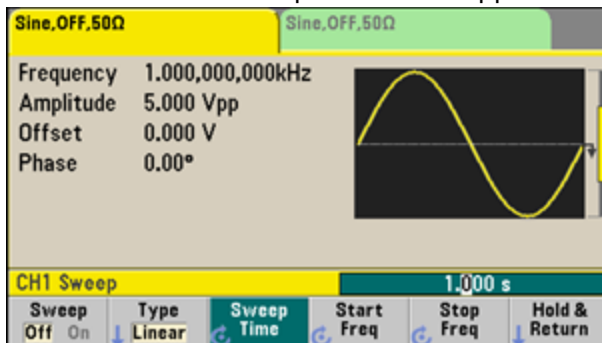 Sine,OFF,50Ω
Sine,OFF,50Ω
Frequency 1.000,000,000kHz
Amplitude 5.000 Vpp
Offset 0.000 V
Phase 0.00°
CH1 Sweep 1.000 s
Sweep Off On
Type Linear
Sweep Time
Start Freq
Stop Freq
Hold & Return